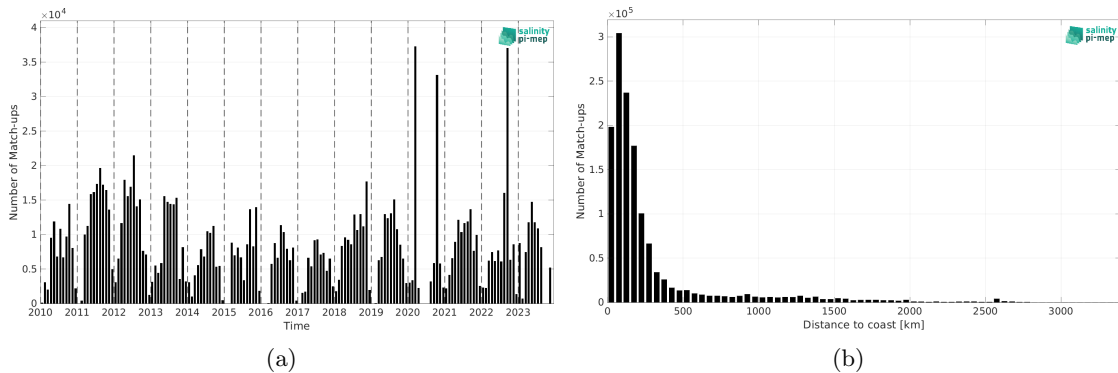 ×10⁴
4
3.5
3
2.5
2
1.5
1
0.5
0
Number of Match-ups
2010 2011 2012 2013 2014 2015 2016 2017 2018 2019 2020 2021 2022 2023
Time
salinity
pi-mep
(a)
×10⁵
3
2.5
2
1.5
1
0.5
0
Number of Match-ups
0 500 1000 1500 2000 2500 3000
Distance to coast [km]
salinity
pi-mep
(b)